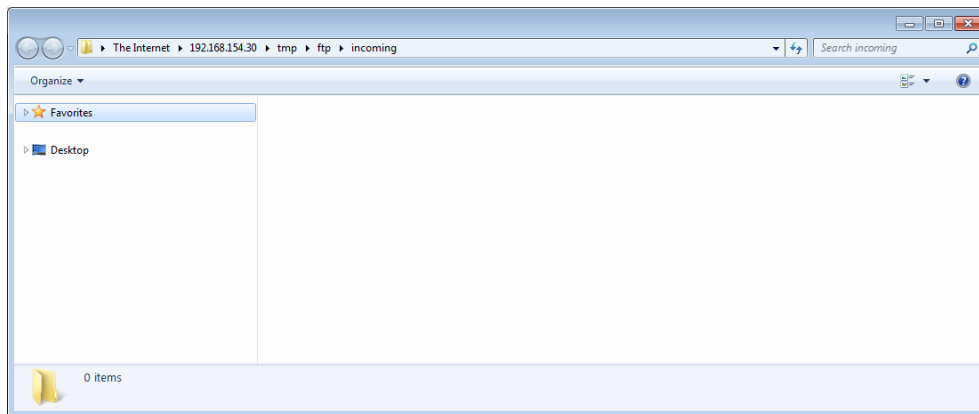 The Internet 192.168.154.30 tmp ftp incoming Search incoming
Organize
Favorites
Desktop
0 items